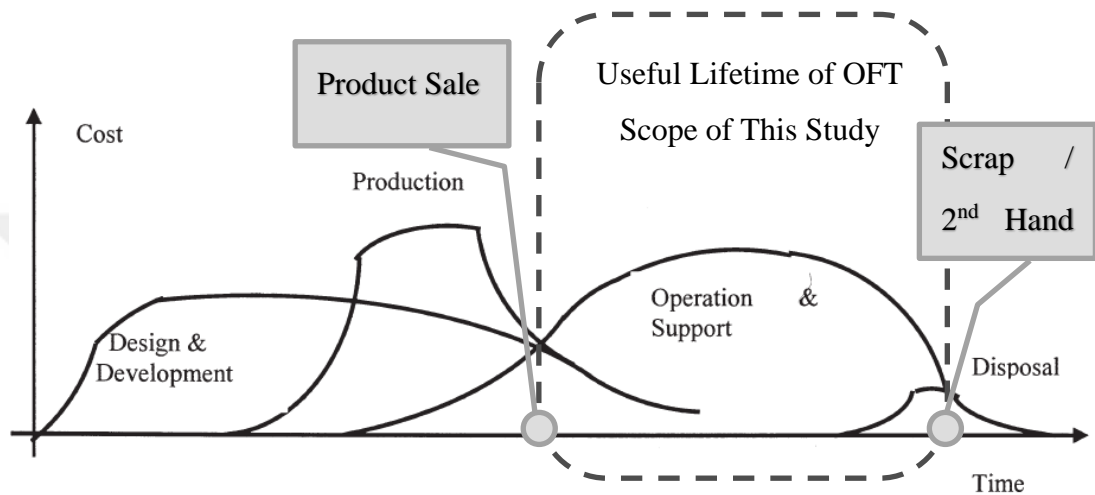 Useful Lifetime of OFT
Scope of This Study
Product Sale
Cost
Scrap /
2nd Hand
Production
Operation &
Support
Design &
Development
Disposal
Time